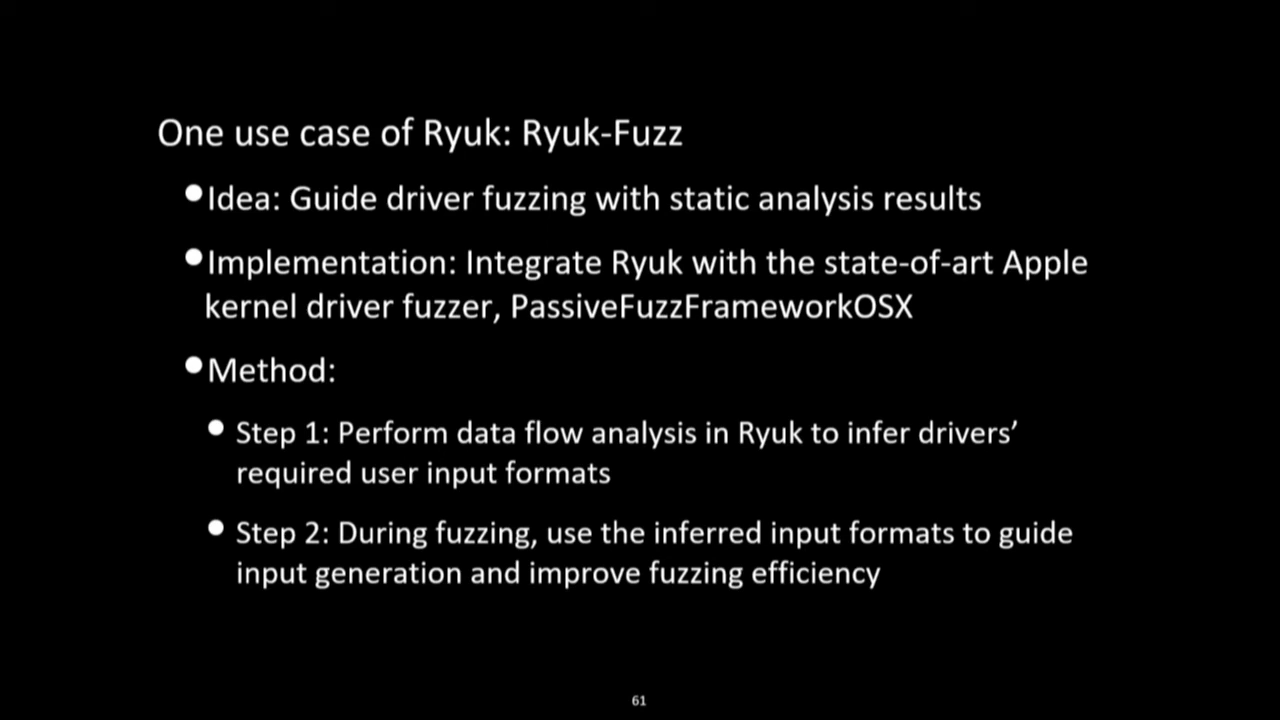 One use case of Ryuk: Ryuk-Fuzz
•Idea: Guide driver fuzzing with static analysis results
•Implementation: Integrate Ryuk with the state-of-art Apple
kernel driver fuzzer, PassiveFuzzFrameworkOSX
•Method:
• Step 1: Perform data flow analysis in Ryuk to infer drivers’
required user input formats
• Step 2: During fuzzing, use the inferred input formats to guide
input generation and improve fuzzing efficiency
61